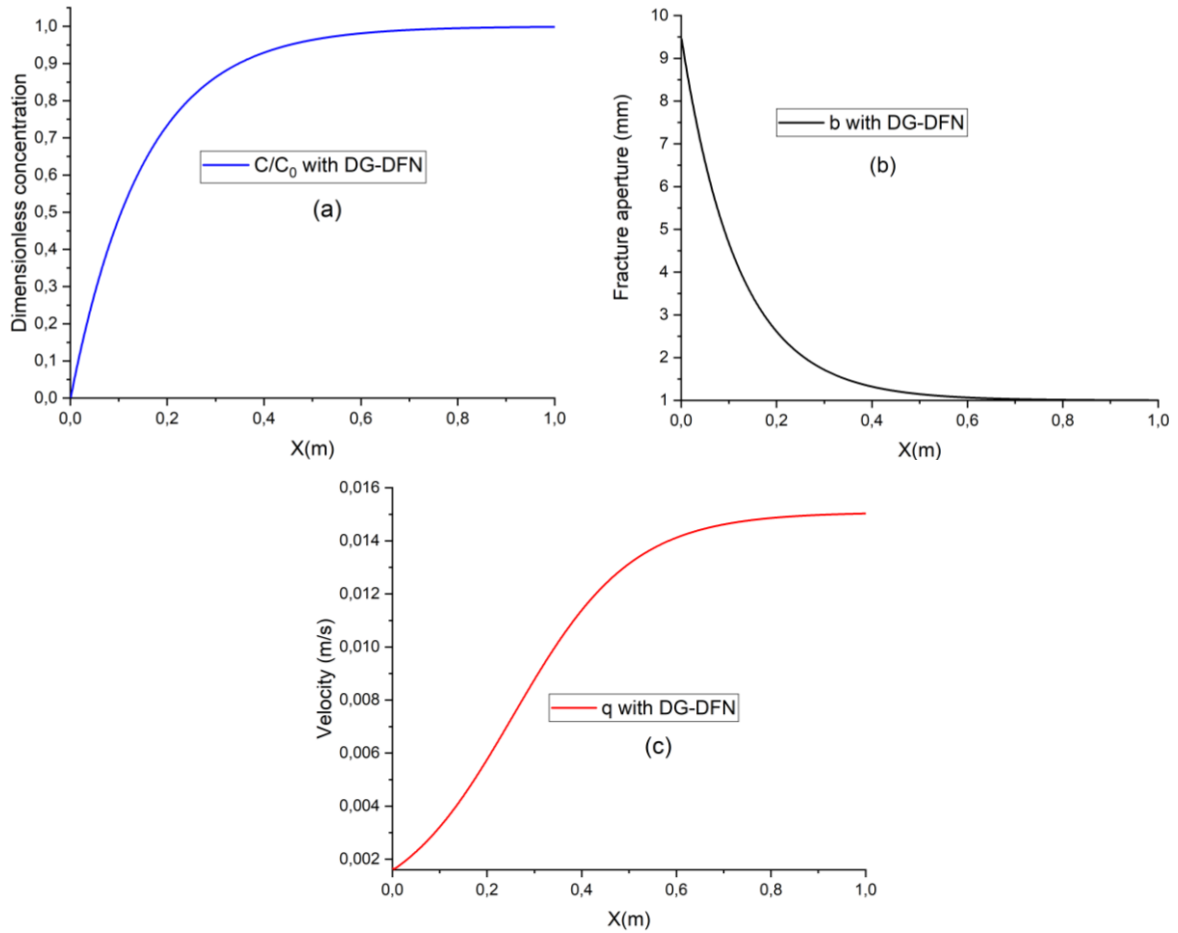 Dimensionless concentration
1,0
0,9
0,8
0,7
0,6
0,5
0,4
0,3
0,2
0,1
0,0
C/C₀ with DG-DFN
(a)
0,0 0,2 0,4 0,6 0,8 1,0
X(m)
Fracture aperture (mm)
10
9
8
7
6
5
4
3
2
1
b with DG-DFN
(b)
0,0 0,2 0,4 0,6 0,8 1,0
X(m)
Velocity (m/s)
0,016
0,014
0,012
0,010
0,008
0,006
0,004
0,002
q with DG-DFN
(c)
0,0 0,2 0,4 0,6 0,8 1,0
X(m)